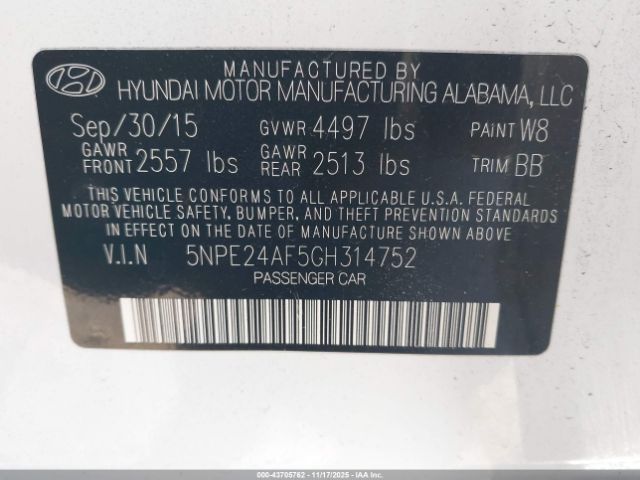 MANUFACTURED BY
HYUNDAI MOTOR MANUFACTURING ALABAMA, LLC
Sep/30/15 GVWR 4497 lbs PAINT W8
GAWR FRONT 2557 lbs GAWR REAR 2513 lbs TRIM BB
THIS VEHICLE CONFORMS TO ALL APPLICABLE U.S.A. FEDERAL
MOTOR VEHICLE SAFETY, BUMPER, AND THEFT PREVENTION STANDARDS
IN EFFECT ON THE DATE OF MANUFACTURE SHOWN ABOVE.
V.I.N 5NPE24AF5GH314752
PASSENGER CAR
000-43705762 - 11/17/2025 - IAA Inc.